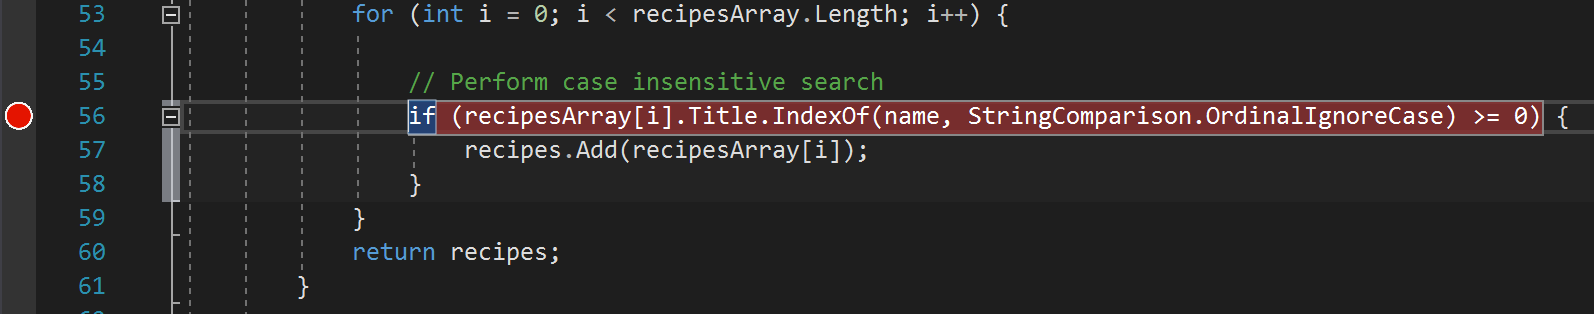 53 for (int i = 0; i < recipesArray.Length; i++) {
54
55 // Perform case insensitive search
56 if (recipesArray[i].Title.IndexOf(name, StringComparison.OrdinalIgnoreCase) >= 0) {
57 recipes.Add(recipesArray[i]);
58 }
59 }
60 return recipes;
61 }